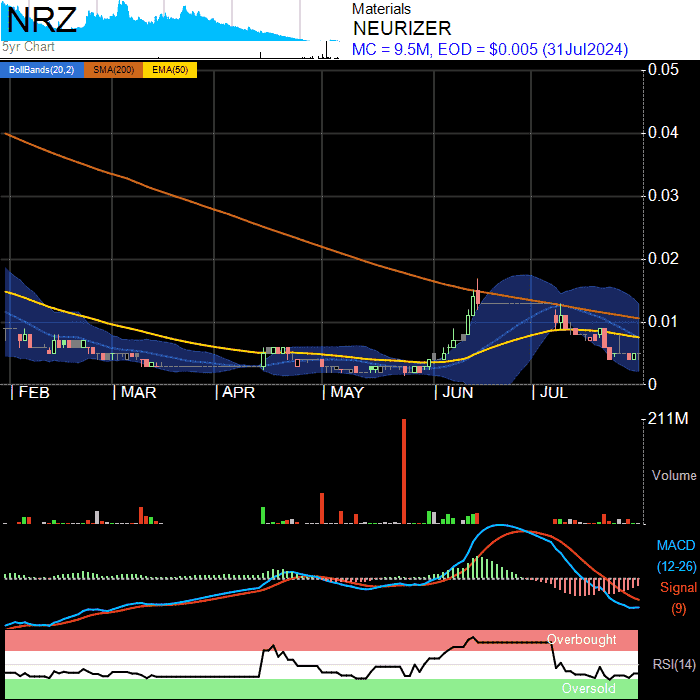 NRZ
5yr Chart
Materials
NEURIZER
MC = 9.5M, EOD = $0.005 (31Jul2024)
BollBands(20,2) SMA(200) EMA(50)
0.05
0.04
0.03
0.02
0.01
0
FEB MAR APR MAY JUN JUL
211M
Volume
MACD
(12-26)
Signal
(9)
Overbought
RSI(14)
Oversold